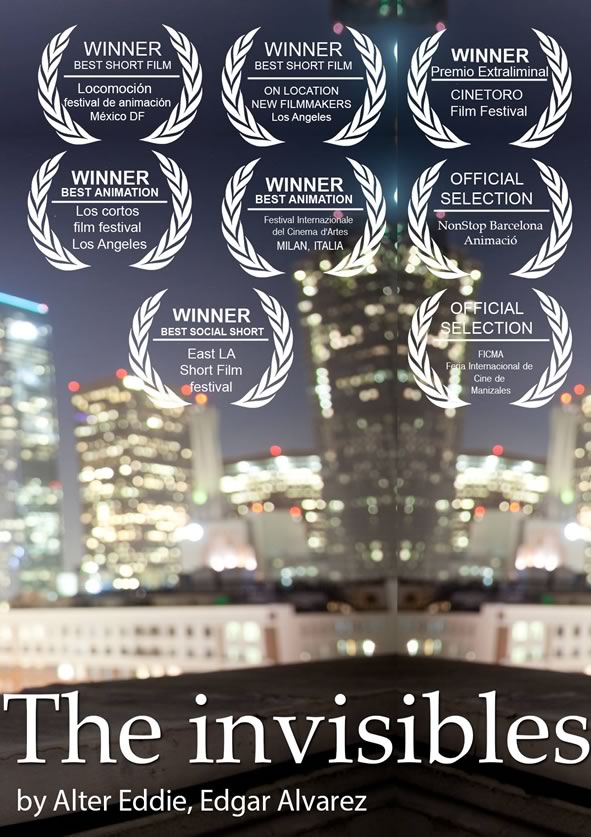 WINNER
BEST SHORT FILM
Locomoción
festival de animación
México DF
WINNER
BEST SHORT FILM
ON LOCATION
NEW FILMMAKERS
Los Angeles
WINNER
Premio Extraliminal
CINETORO
Film Festival
WINNER
BEST ANIMATION
Los cortos
film festival
Los Angeles
WINNER
BEST ANIMATION
Festival Internazionale
del Cinema d'Artes
MILAN, ITALIA
OFFICIAL
SELECTION
NonStop Barcelona
Animació
WINNER
BEST SOCIAL SHORT
East LA
Short Film
festival
OFFICIAL
SELECTION
FICMA
Feria Internacional de
Cine de
Manizales
The invisibles
by Alter Eddie, Edgar Alvarez